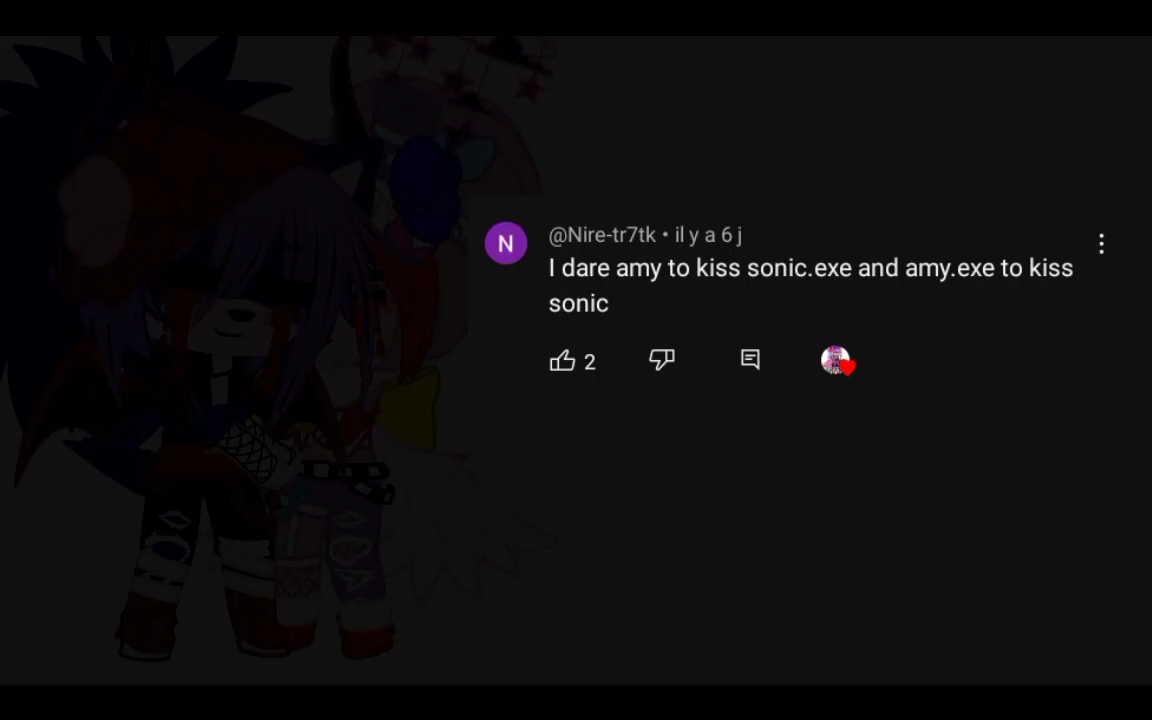 N
@Nire-tr7tk • il y a 6 j
I dare amy to kiss sonic.exe and amy.exe to kiss
sonic
2